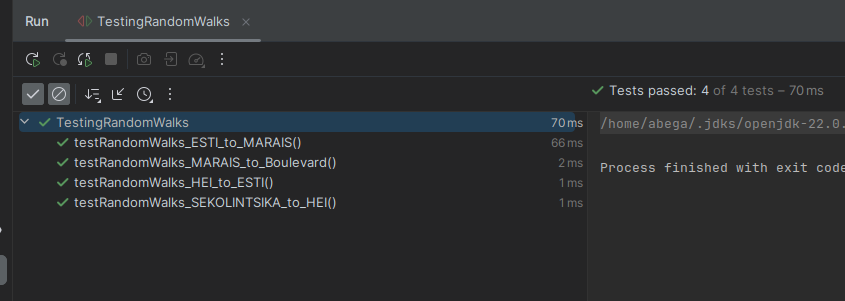 Run TestingRandomWalks
Tests passed: 4 of 4 tests – 70 ms
TestingRandomWalks 70 ms
testRandomWalks_ESTI_to_MARAIS() 66 ms
testRandomWalks_MARAIS_to_Boulevard() 2 ms
testRandomWalks_HEI_to_ESTI() 1 ms
testRandomWalks_SEKOLINTSIKA_to_HEI() 1 ms
/home/abega/.jdks/openjdk-22.0.
Process finished with exit code